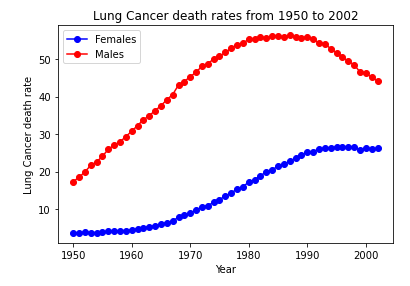 Lung Cancer death rates from 1950 to 2002
Females
Males
Lung Cancer death rate
50
40
30
20
10
1950 1960 1970 1980 1990 2000
Year